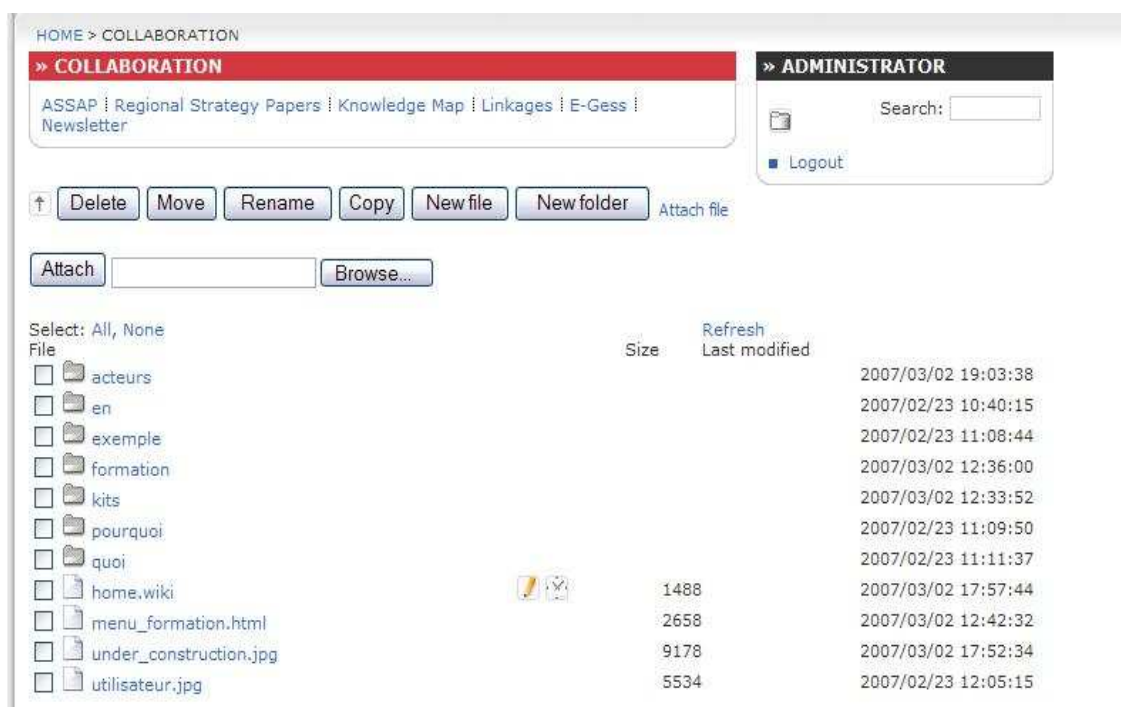 HOME > COLLABORATION
» COLLABORATION
ASSAP Regional Strategy Papers Knowledge Map Linkages E-Gess
Newsletter
» ADMINISTRATOR
Search:
Logout
Delete Move Rename Copy New file New folder Attach file
Attach Browse...
Select: All, None Refresh
File Size Last modified
acteurs 2007/03/02 19:03:38
en 2007/02/23 10:40:15
exemple 2007/02/23 11:08:44
formation 2007/03/02 12:36:00
kits 2007/03/02 12:33:52
pourquoi 2007/02/23 11:09:50
quoi 2007/02/23 11:11:37
home.wiki 1488 2007/03/02 17:57:44
menu_formation.html 2658 2007/03/02 12:42:32
under_construction.jpg 9178 2007/03/02 17:52:34
utilisateur.jpg 5534 2007/02/23 12:05:15